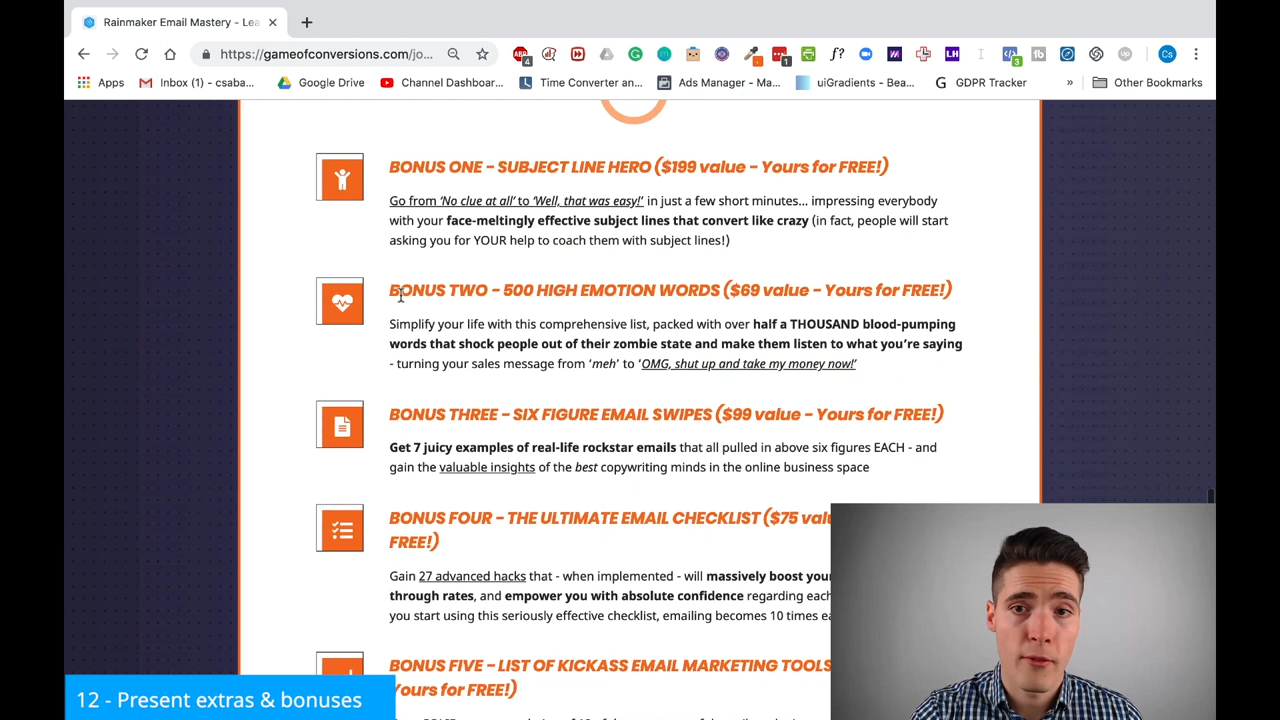 Rainmaker Email Mastery - Lea
https://gameofconversions.com/jo...
Apps
Inbox (1) - csaba...
Google Drive
Channel Dashboar...
Time Converter an...
Ads Manager - Ma...
uiGradients - Bea...
GDPR Tracker
»
Other Bookmarks
BONUS ONE - SUBJECT LINE HERO ($199 value - Yours for FREE!)
Go from 'No clue at all' to 'Well, that was easy!' in just a few short minutes... impressing everybody
with your face-meltingly effective subject lines that convert like crazy (in fact, people will start
asking you for YOUR help to coach them with subject lines!)
BONUS TWO - 500 HIGH EMOTION WORDS ($69 value - Yours for FREE!)
Simplify your life with this comprehensive list, packed with over half a THOUSAND blood-pumping
words that shock people out of their zombie state and make them listen to what you're saying
- turning your sales message from 'meh' to 'OMG, shut up and take my money now!'
BONUS THREE - SIX FIGURE EMAIL SWIPES ($99 value - Yours for FREE!)
Get 7 juicy examples of real-life rockstar emails that all pulled in above six figures EACH - and
gain the valuable insights of the best copywriting minds in the online business space
BONUS FOUR - THE ULTIMATE EMAIL CHECKLIST ($75 valu
FREE!)
Gain 27 advanced hacks that - when implemented - will massively boost your
through rates, and empower you with absolute confidence regarding each
you start using this seriously effective checklist, emailing becomes 10 times ea
BONUS FIVE - LIST OF KICKASS EMAIL MARKETING TOOLS
Yours for FREE!)
12 - Present extras & bonuses